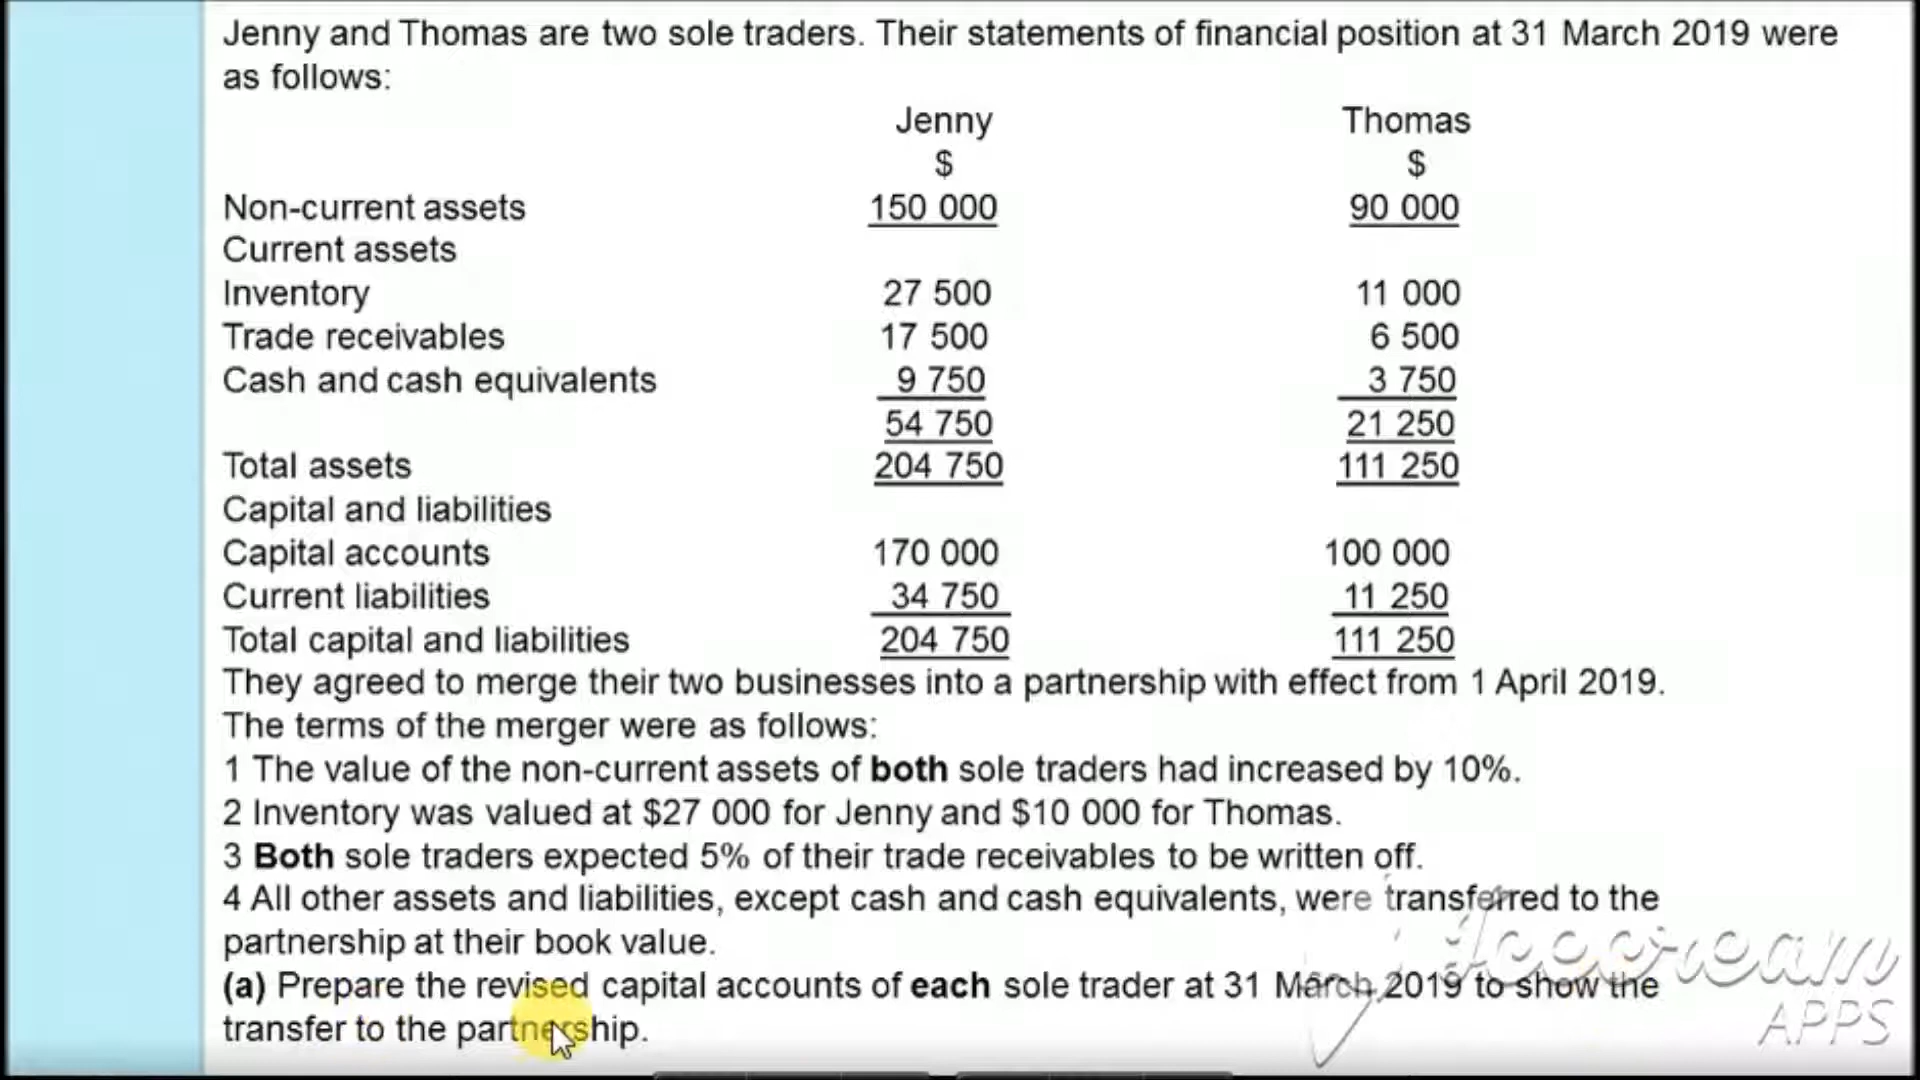 Jenny and Thomas are two sole traders. Their statements of financial position at 31 March 2019 were
as follows:
Jenny Thomas
$ $
Non-current assets 150 000 90 000
Current assets
Inventory 27 500 11 000
Trade receivables 17 500 6 500
Cash and cash equivalents 9 750 3 750
54 750 21 250
Total assets 204 750 111 250
Capital and liabilities
Capital accounts 170 000 100 000
Current liabilities 34 750 11 250
Total capital and liabilities 204 750 111 250
They agreed to merge their two businesses into a partnership with effect from 1 April 2019.
The terms of the merger were as follows:
1 The value of the non-current assets of both sole traders had increased by 10%.
2 Inventory was valued at $27 000 for Jenny and $10 000 for Thomas.
3 Both sole traders expected 5% of their trade receivables to be written off.
4 All other assets and liabilities, except cash and cash equivalents, were transferred to the
partnership at their book value.
(a) Prepare the revised capital accounts of each sole trader at 31 March 2019 to show the
transfer to the partnership.
Icecream
APPS